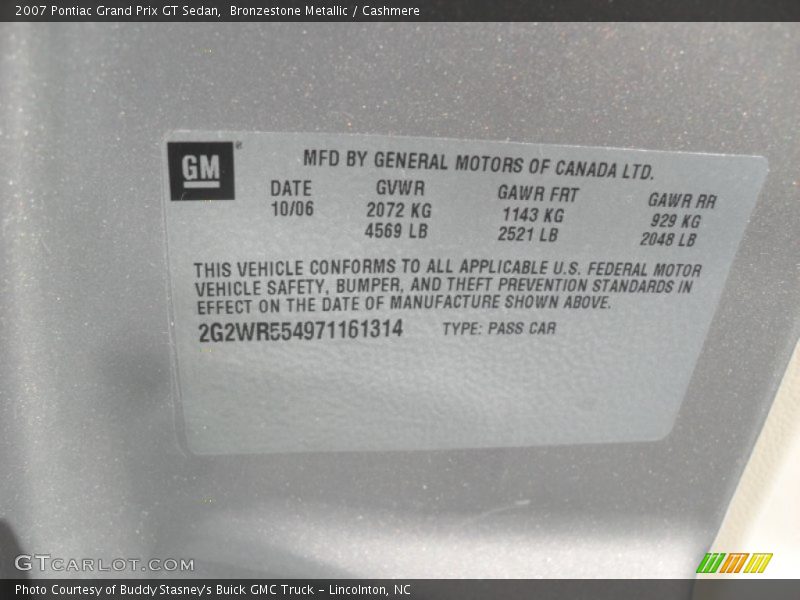 2007 Pontiac Grand Prix GT Sedan, Bronzestone Metallic / Cashmere
GM®
MFD BY GENERAL MOTORS OF CANADA LTD.
DATE GVWR GAWR FRT GAWR RR
10/06 2072 KG 1143 KG 929 KG
4569 LB 2521 LB 2048 LB
THIS VEHICLE CONFORMS TO ALL APPLICABLE U.S. FEDERAL MOTOR
VEHICLE SAFETY, BUMPER, AND THEFT PREVENTION STANDARDS IN
EFFECT ON THE DATE OF MANUFACTURE SHOWN ABOVE.
2G2WR554971161314 TYPE: PASS CAR
GTCARLOT.COM
Photo Courtesy of Buddy Stasney's Buick GMC Truck - Lincolnton, NC